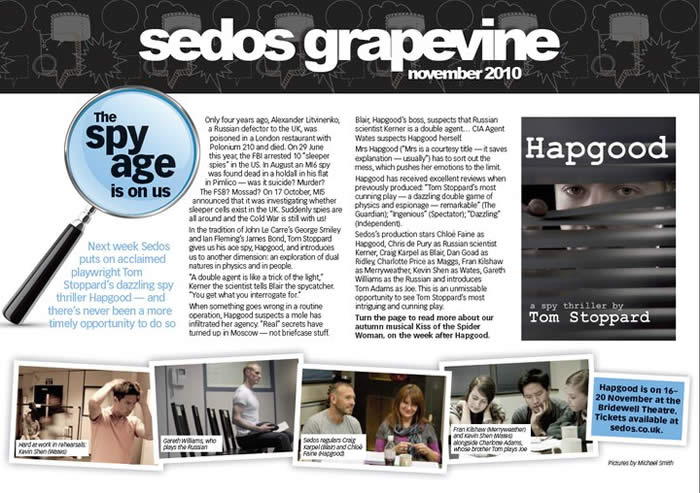 sedos grapevine
november 2010
The
spy
age
is on us
Next week Sedos
puts on acclaimed
playwright Tom
Stoppard's dazzling spy
thriller Hapgood — and
there's never been a more
timely opportunity to do so
Only four years ago, Alexander Litvinenko,
a Russian defector to the UK, was
poisoned in a London restaurant with
Polonium 210 and died. On 29 June
this year, the FBI arrested 10 "sleeper
spies" in the US. In August an MI6 spy
was found dead in a holdall in his flat
in Pimlico — was it suicide? Murder?
The FSB? Mossad? On 17 October, MI5
announced that it was investigating whether
sleeper cells exist in the UK. Suddenly spies are
all around and the Cold War is still with us!
In the tradition of John Le Carre's George Smiley
and Ian Fleming's James Bond, Tom Stoppard
gives us his ace spy, Hapgood, and introduces
us to another dimension: an exploration of dual
natures in physics and in people.
"A double agent is like a trick of the light,"
Kerner the scientist tells Blair the spycatcher.
"You get what you interrogate for."
When something goes wrong in a routine
operation, Hapgood suspects a mole has
infiltrated her agency. "Real" secrets have
turned up in Moscow — not briefcase stuff.
Blair, Hapgood's boss, suspects that Russian
scientist Kerner is a double agent... CIA Agent
Wates suspects Hapgood herself.
Mrs Hapgood ("Mrs is a courtesy title — it saves
explanation — usually") has to sort out the
mess, which pushes her emotions to the limit.
Hapgood has received excellent reviews when
previously produced: "Tom Stoppard's most
cunning play — a dazzling double game of
physics and espionage — remarkable" (The
Guardian); "Ingenious" (Spectator); "Dazzling"
(Independent).
Sedos's production stars Chloë Faine as
Hapgood, Chris de Pury as Russian scientist
Kerner, Craig Karpel as Blair, Dan Goad as
Ridley, Charlotte Price as Maggs, Fran Kilshaw
as Merryweather, Kevin Shen as Wates, Gareth
Williams as the Russian and introduces
Tom Adams as Joe. This is an unmissable
opportunity to see Tom Stoppard's most
intriguing and cunning play.
Turn the page to read more about our
autumn musical Kiss of the Spider
Woman, on the week after Hapgood.
Hapgood
a spy thriller by
Tom Stoppard
Hard at work in rehearsals:
Kevin Shen (Wates)
Gareth Williams, who
plays the Russian
Sedos regulars Craig
Karpel (Blair) and Chloë
Faine (Hapgood)
Fran Kilshaw (Merryweather)
and Kevin Shen (Wates)
alongside Charlotte Adams,
whose brother Tom plays Joe
Hapgood is on 16–
20 November at the
Bridewell Theatre.
Tickets available at
sedos.co.uk.
Pictures by Michael Smith